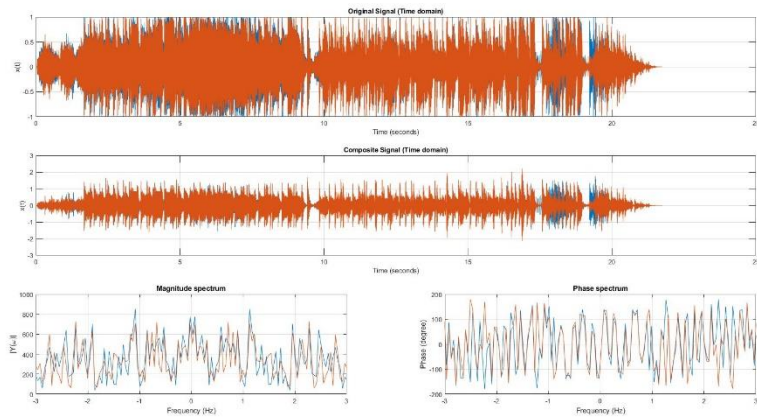 Original Signal (Time domain)
1
0.5
0
-0.5
-1
x(t)
0 5 10 15 20 25
Time (seconds)
Composite Signal (Time domain)
3
2
1
0
-1
-2
-3
x(t)
0 5 10 15 20 25
Time (seconds)
Magnitude spectrum
1000
800
600
400
200
0
-3 -2 -1 0 1 2 3
Frequency (Hz)
Phase spectrum
200
100
0
-100
-200
Phase (degree)
-3 -2 -1 0 1 2 3
Frequency (Hz)